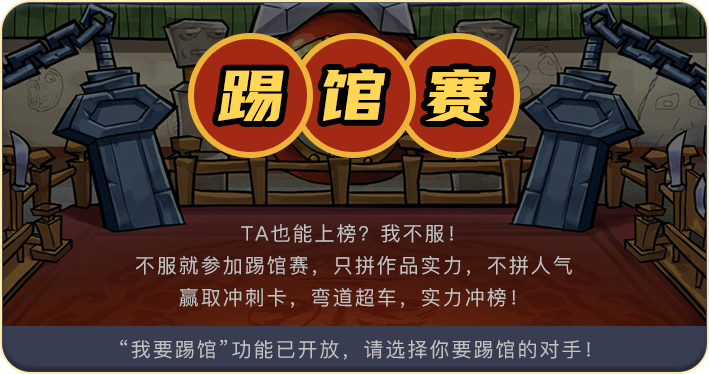 踢馆赛
TA也能上榜？我不服！
不服就参加踢馆赛，只拼作品实力，不拼人气
赢取冲刺卡，弯道超车，实力冲榜！
“我要踢馆”功能已开放，请选择你要踢馆的对手！